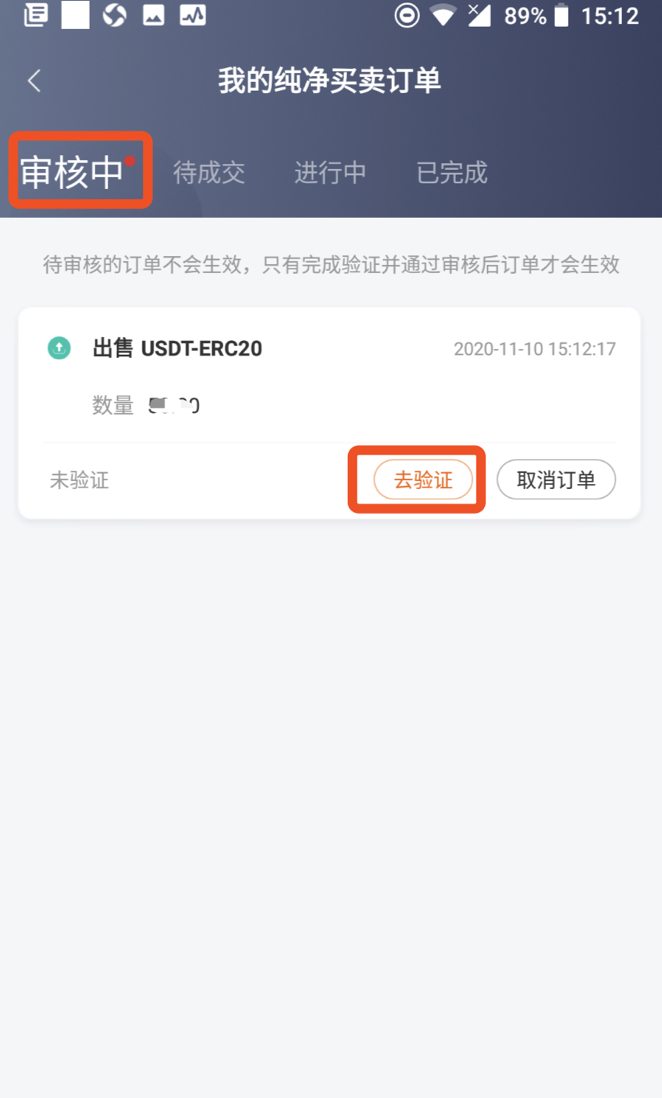 89% 15:12
我的纯净买卖订单
审核中 待成交 进行中 已完成
待审核的订单不会生效，只有完成验证并通过审核后订单才会生效
出售 USDT-ERC20 2020-11-10 15:12:17
数量
未验证 去验证 取消订单